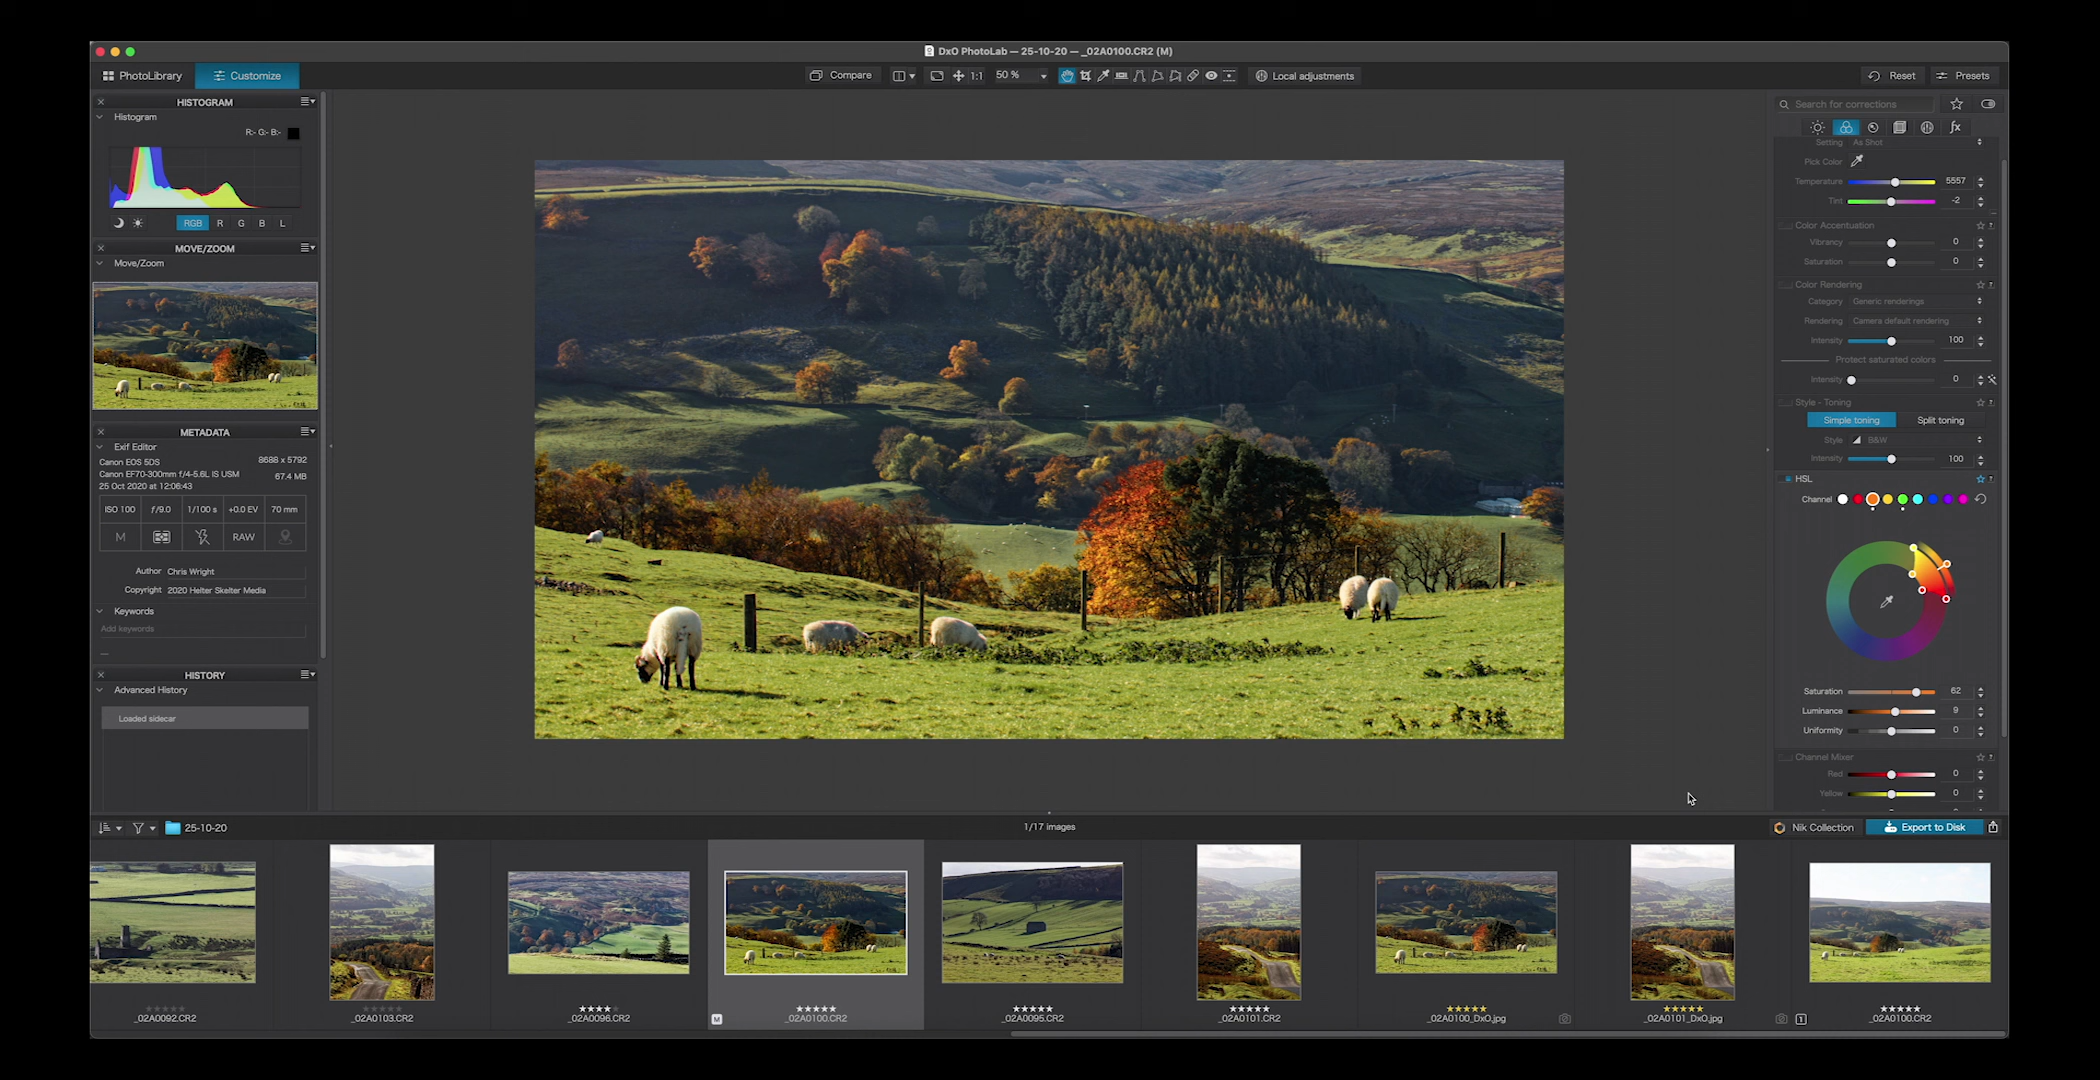 DxO PhotoLab — 25-10-20 — _02A0100.CR2 (M)
PhotoLibrary
Customize
Compare
1:1
50 %
Local adjustments
Reset
Presets
HISTOGRAM
Histogram
R:- G:- B:-
RGB R G B L
MOVE/ZOOM
Move/Zoom
METADATA
Exif Editor
Canon EOS 5DS 8688 x 5792
Canon EF70-300mm f/4-5.6L IS USM 67.4 MB
25 Oct 2020 at 12:06:43
ISO 100 ƒ/9.0 1/100 s +0.0 EV 70 mm
M RAW
Author Chris Wright
Copyright 2020 Helter Skelter Media
Keywords
Add keywords
HISTORY
Advanced History
Loaded sidecar
Search for corrections
fx
Setting As Shot
Pick Color
Temperature 5557
Tint -2
Color Accentuation
Vibrancy 0
Saturation 0
Color Rendering
Category Generic renderings
Rendering Camera default rendering
Intensity 100
Protect saturated colors
Intensity 0
Style - Toning
Simple toning Split toning
Style B&W
Intensity 100
HSL
Channel
Saturation 62
Luminance 9
Uniformity 0
Channel Mixer
Red 0
Yellow 0
25-10-20
1/17 images
Nik Collection
Export to Disk
_02A0092.CR2
_02A0103.CR2
_02A0096.CR2
M
_02A0100.CR2
_02A0095.CR2
_02A0101.CR2
_02A0100_DxO.jpg
_02A0101_DxO.jpg
1
_02A0100.CR2